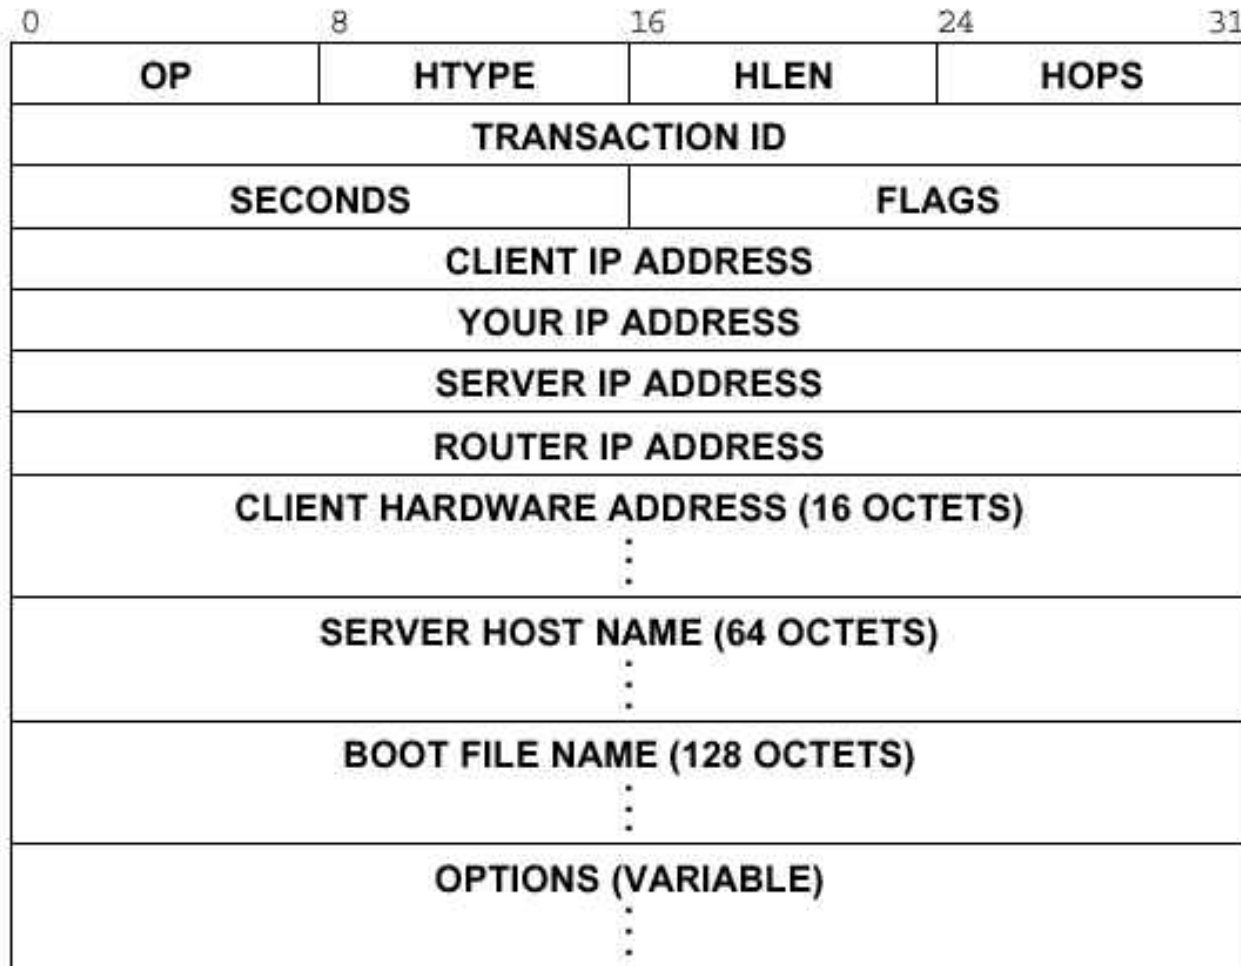 0 8 16 24 31
OP HTYPE HLEN HOPS
TRANSACTION ID
SECONDS FLAGS
CLIENT IP ADDRESS
YOUR IP ADDRESS
SERVER IP ADDRESS
ROUTER IP ADDRESS
CLIENT HARDWARE ADDRESS (16 OCTETS)
SERVER HOST NAME (64 OCTETS)
BOOT FILE NAME (128 OCTETS)
OPTIONS (VARIABLE)